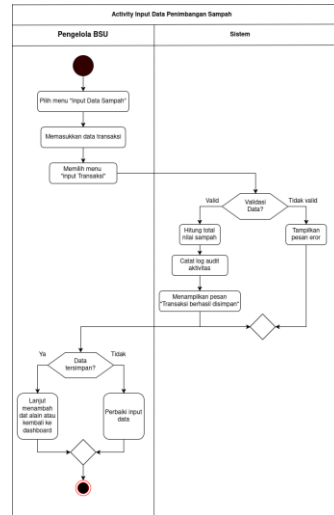 Activity Input Data Penimbangan Sampah
Pengelola BSU
Sistem
Pilih menu "Input Data Sampah"
Memasukkan data transaksi
Memilih menu
"Input Transaksi"
Valid
Validasi
Data?
Tidak valid
Hitung total
nilai sampah
Tampilkan
pesan eror
Catat log audit
aktivitas
Menampilkan pesan
"Transaksi berhasil disimpan"
Ya
Data
tersimpan?
Tidak
Lanjut
menambah
dat alain atau
kembali ke
dashboard
Perbaiki input
data